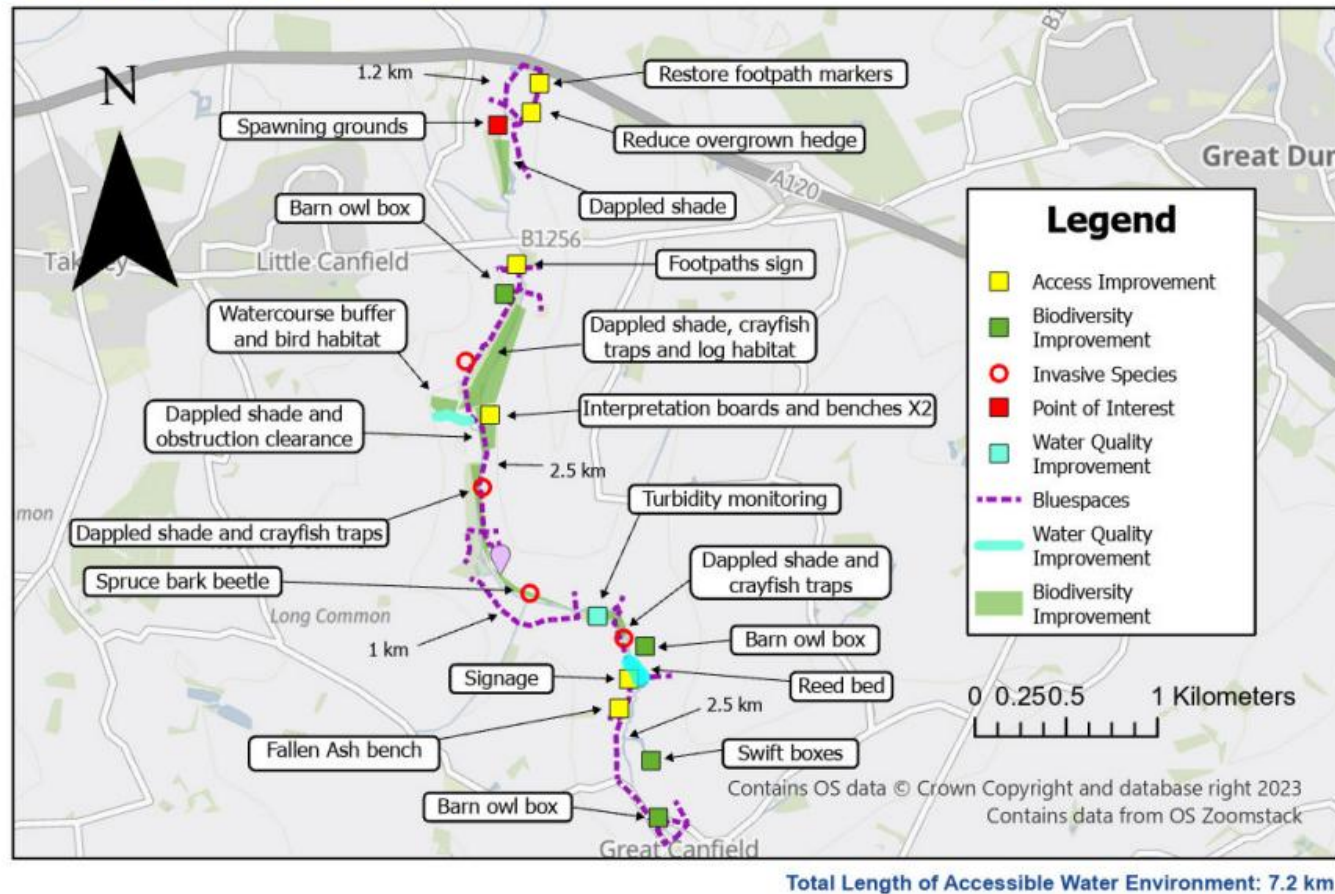 N
1.2 km
Restore footpath markers
Spawning grounds
Reduce overgrown hedge
A120
Great Dun
Dappled shade
Barn owl box
B1256
Little Canfield
Footpaths sign
Watercourse buffer
and bird habitat
Dappled shade, crayfish
traps and log habitat
Dappled shade and
obstruction clearance
Interpretation boards and benches X2
2.5 km
Turbidity monitoring
Dappled shade and crayfish traps
Dappled shade and
crayfish traps
Spruce bark beetle
Long Common
1 km
Barn owl box
Signage
Reed bed
2.5 km
Fallen Ash bench
Swift boxes
Barn owl box
Great Canfield
Legend
Access Improvement
Biodiversity
Improvement
Invasive Species
Point of Interest
Water Quality
Improvement
Bluespaces
Water Quality
Improvement
Biodiversity
Improvement
0 0.25 0.5 1 Kilometers
Contains OS data © Crown Copyright and database right 2023
Contains data from OS Zoomstack
Total Length of Accessible Water Environment: 7.2 km